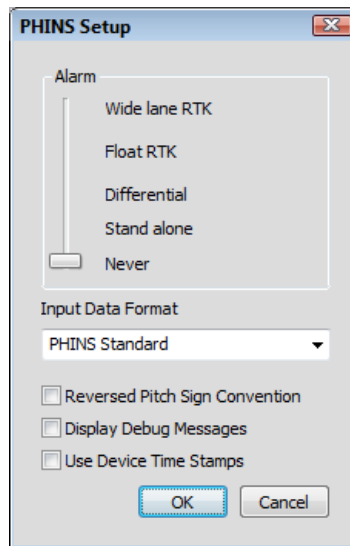 PHINS Setup
Alarm
Wide lane RTK
Float RTK
Differential
Stand alone
Never
Input Data Format
PHINS Standard
Reversed Pitch Sign Convention
Display Debug Messages
Use Device Time Stamps
OK Cancel